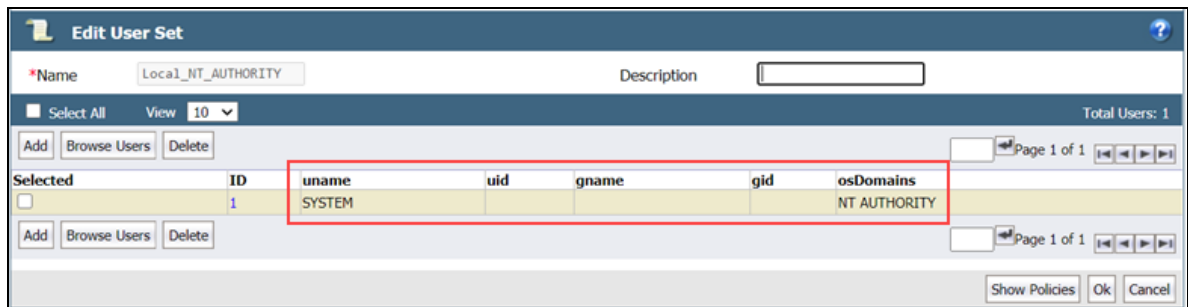 Edit User Set
?
*Name Local_NT_AUTHORITY Description
Select All View 10 Total Users: 1
Add Browse Users Delete Page 1 of 1
Selected ID uname uid gname gid osDomains
1 SYSTEM NT AUTHORITY
Add Browse Users Delete Page 1 of 1
Show Policies Ok Cancel